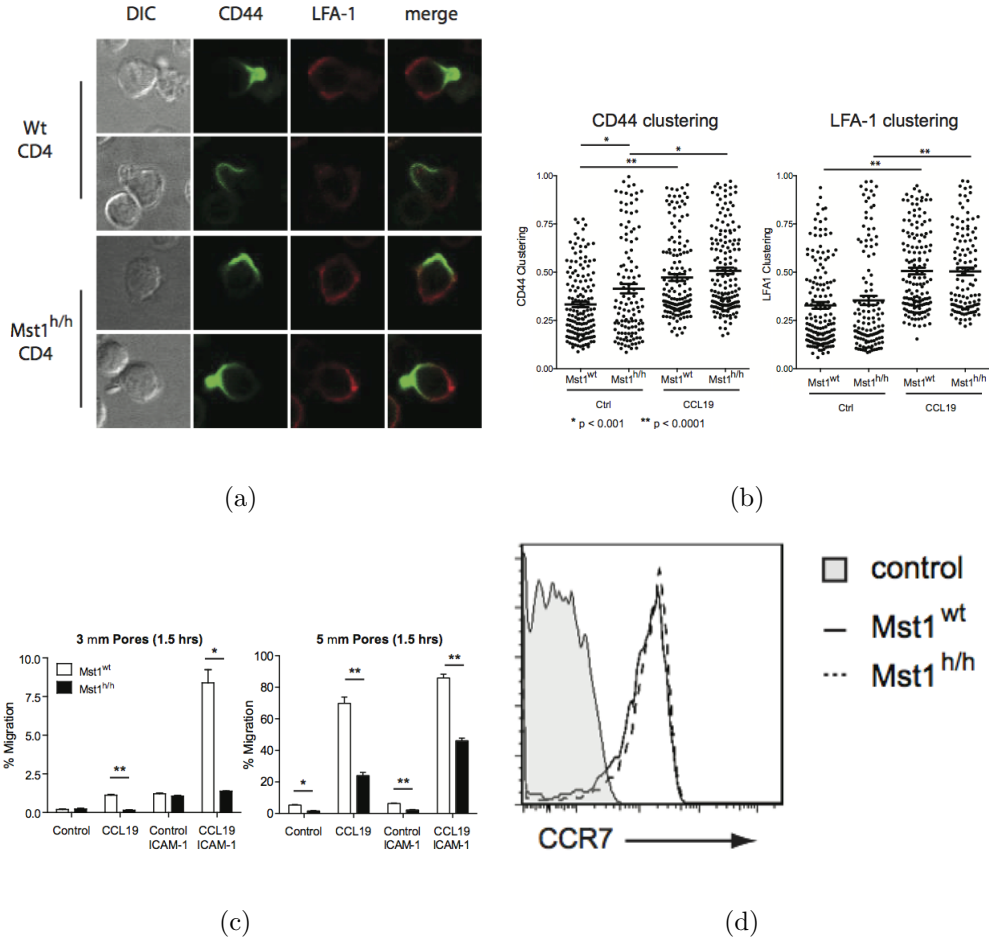 DIC CD44 LFA-1 merge
Wt
CD4
Mst1h/h
CD4
(a)
CD44 clustering
*
**
*
CD44 Clustering
1.00
0.75
0.50
0.25
0.00
Mst1wt Mst1h/h Mst1wt Mst1h/h
Ctrl CCL19
* p < 0.001 ** p < 0.0001
LFA-1 clustering
**
**
LFA1 Clustering
1.00
0.75
0.50
0.25
0.00
Mst1wt Mst1h/h Mst1wt Mst1h/h
Ctrl CCL19
(b)
3 mm Pores (1.5 hrs)
% Migration
10.0
7.5
5.0
2.5
0.0
Mst1wt
Mst1h/h
**
*
Control CCL19 Control CCL19
ICAM-1 ICAM-1
5 mm Pores (1.5 hrs)
% Migration
100
80
60
40
20
0
*
**
**
**
Control CCL19 Control CCL19
ICAM-1 ICAM-1
(c)
CCR7
control
Mst1wt
Mst1h/h
(d)